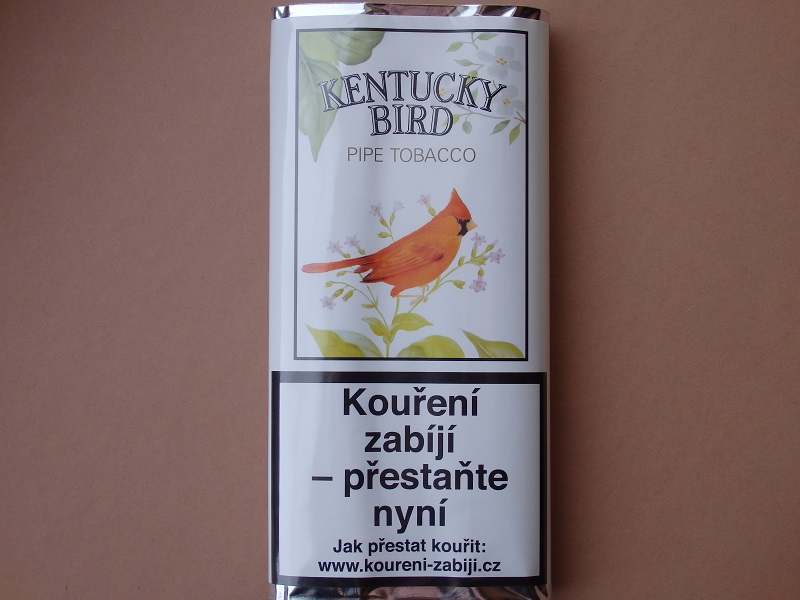 KENTUCKY
BIRD
PIPE TOBACCO
Kouření
zabíjí
– přestaňte
nyní
Jak přestat kouřit:
www.koureni-zabiji.cz